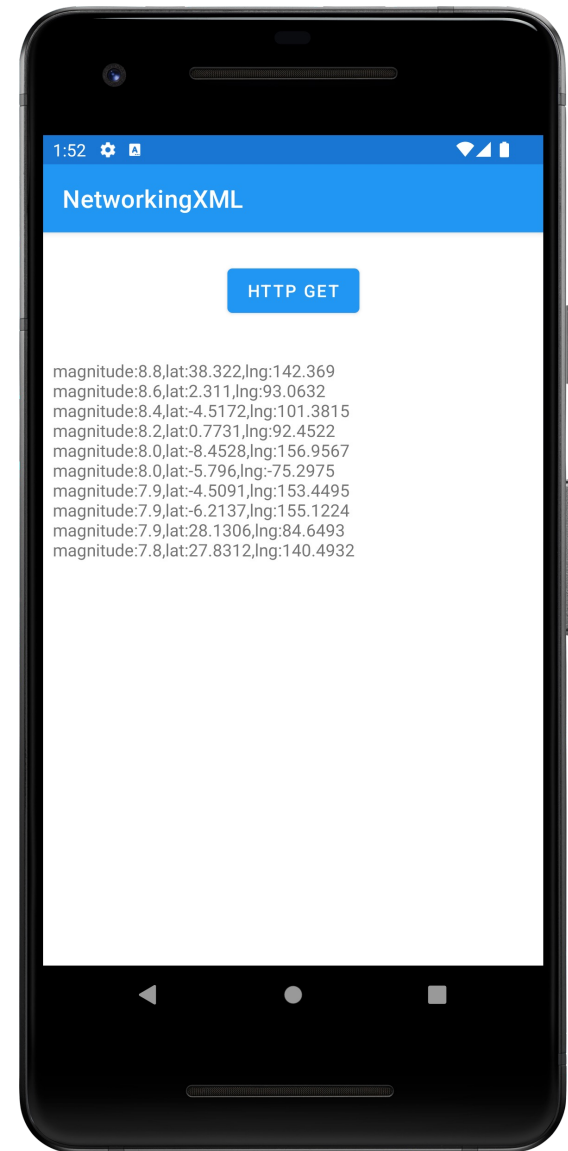 1:52
NetworkingXML
HTTP GET
magnitude:8.8,lat:38.322,lng:142.369
magnitude:8.6,lat:2.311,lng:93.0632
magnitude:8.4,lat:-4.5172,lng:101.3815
magnitude:8.2,lat:0.7731,lng:92.4522
magnitude:8.0,lat:-8.4528,lng:156.9567
magnitude:8.0,lat:-5.796,lng:-75.2975
magnitude:7.9,lat:-4.5091,lng:153.4495
magnitude:7.9,lat:-6.2137,lng:155.1224
magnitude:7.9,lat:28.1306,lng:84.6493
magnitude:7.8,lat:27.8312,lng:140.4932